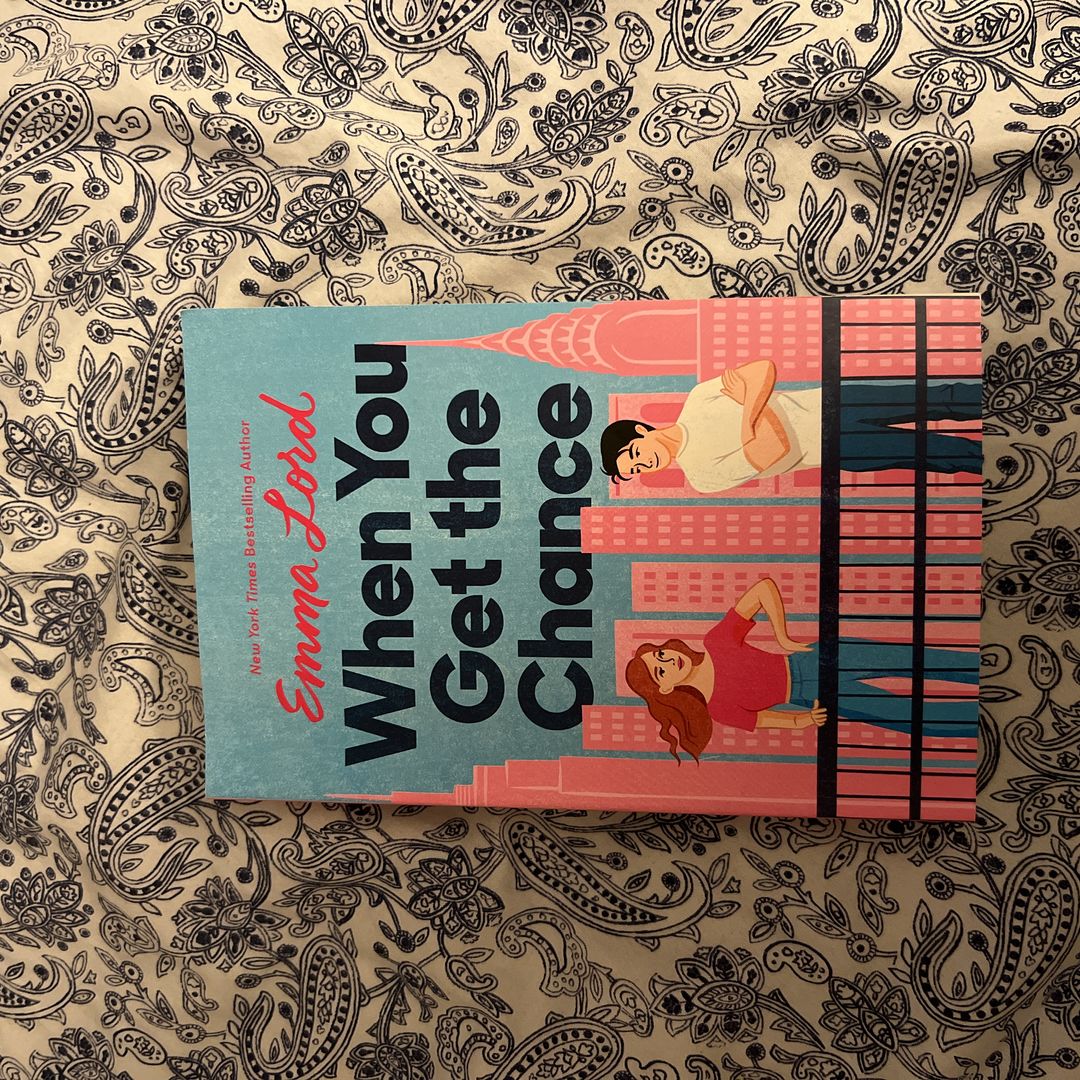 New York Times Bestselling Author
Emma Lord
When You
Get the
Chance